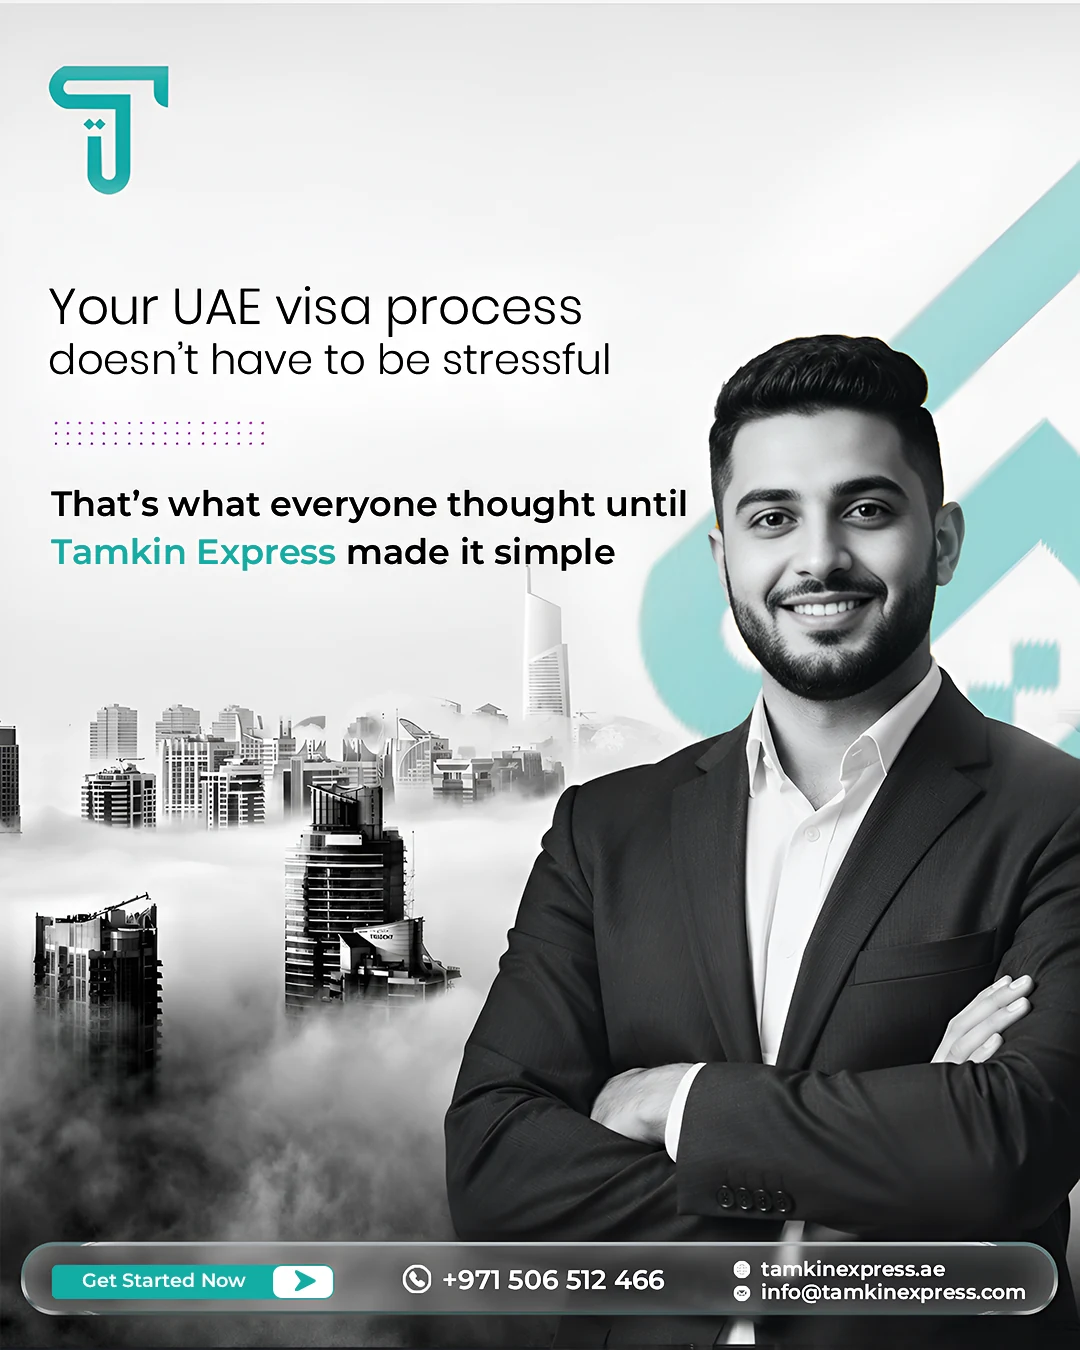 Your UAE visa process
doesn’t have to be stressful
That’s what everyone thought until
Tamkin Express made it simple
TRIDENT
Get Started Now
+971 506 512 466
tamkinexpress.ae
info@tamkinexpress.com